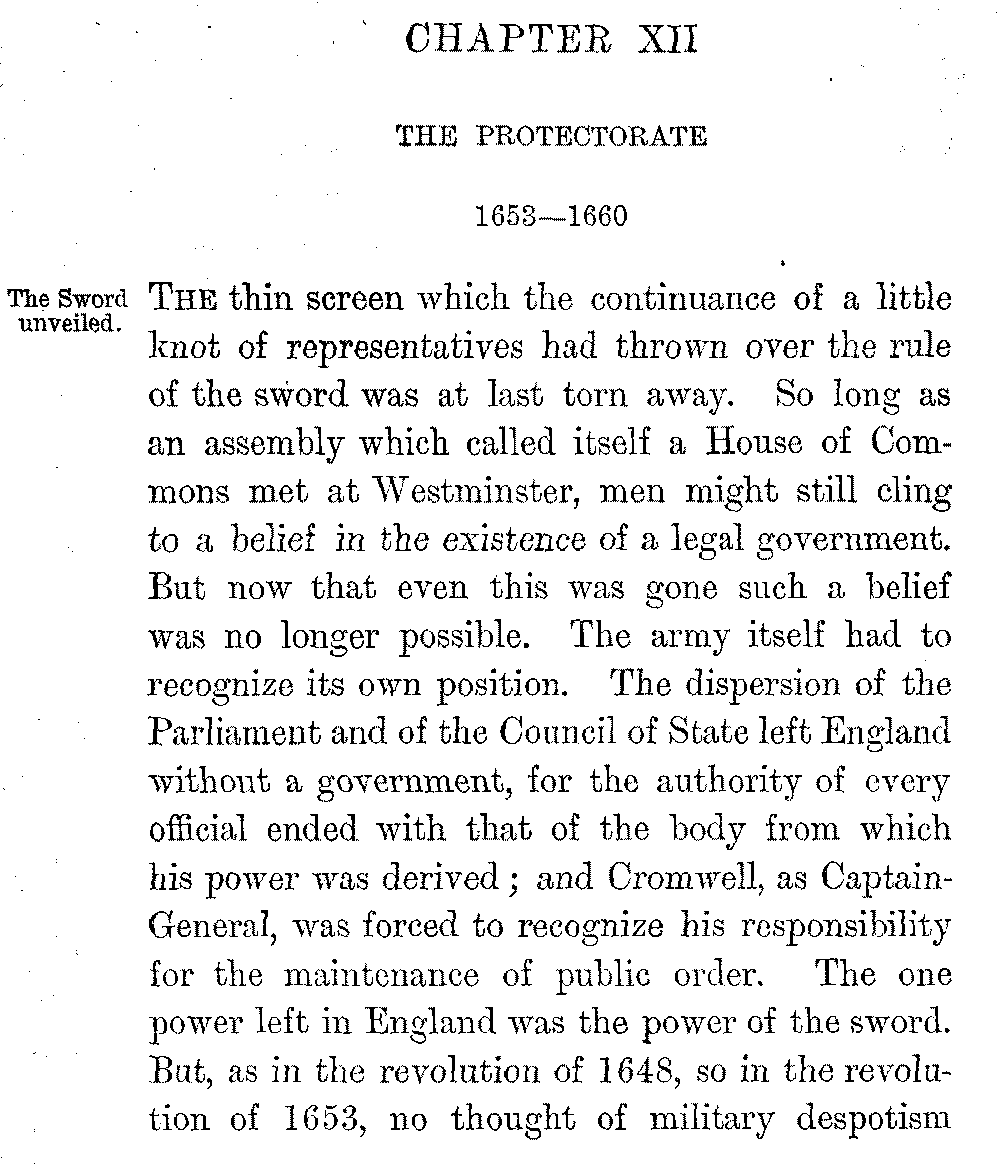 CHAPTER XII
THE PROTECTORATE
1653—1660
The Sword
unveiled.
THE thin screen which the continuance of a little
knot of representatives had thrown over the rule
of the sword was at last torn away. So long as
an assembly which called itself a House of Com-
mons met at Westminster, men might still cling
to a belief in the existence of a legal government.
But now that even this was gone such a belief
was no longer possible. The army itself had to
recognize its own position. The dispersion of the
Parliament and of the Council of State left England
without a government, for the authority of every
official ended with that of the body from which
his power was derived; and Cromwell, as Captain-
General, was forced to recognize his responsibility
for the maintenance of public order. The one
power left in England was the power of the sword.
But, as in the revolution of 1648, so in the revolu-
tion of 1653, no thought of military despotism